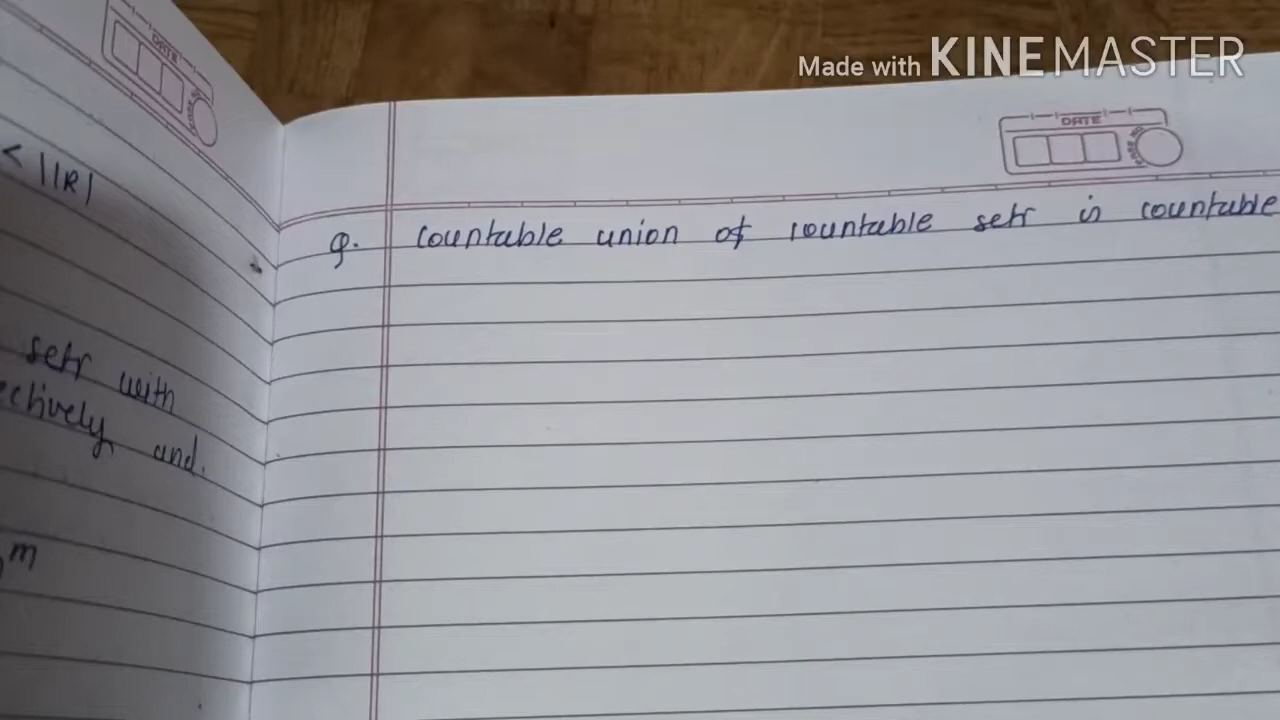 Made with KINEMASTER
DATE
DATE
< |IR|
sets with
ectively and.
m
Q. Countable union of countable sets is countable